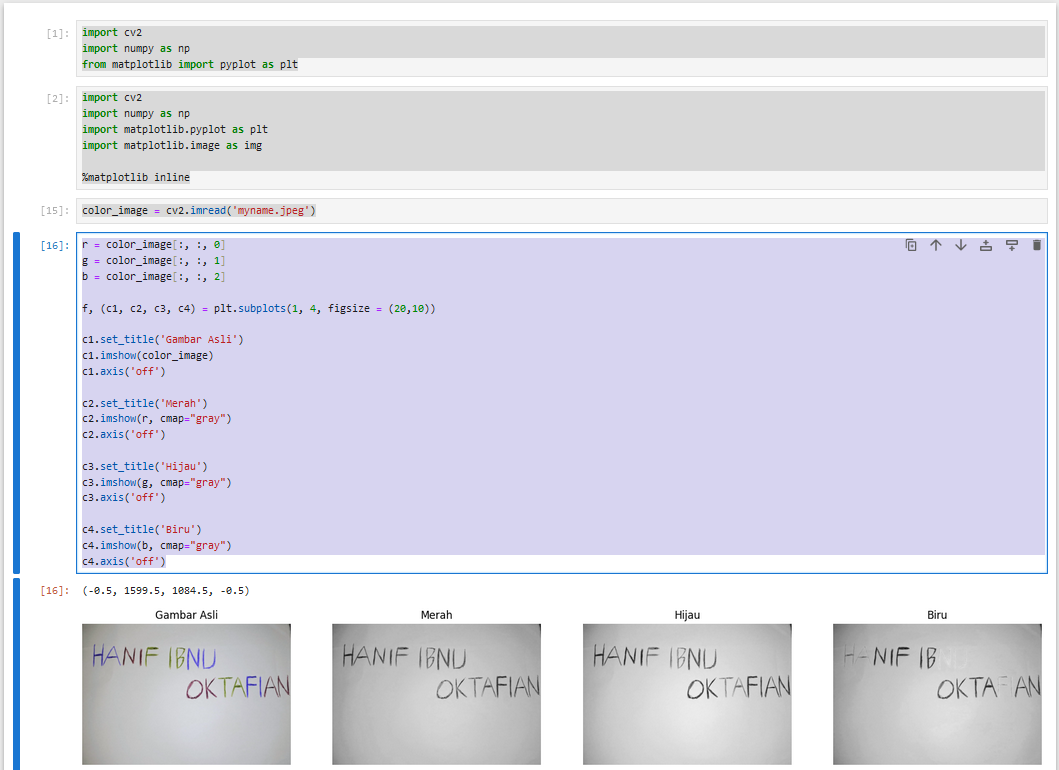 [1]:
import cv2
import numpy as np
from matplotlib import pyplot as plt
[2]:
import cv2
import numpy as np
import matplotlib.pyplot as plt
import matplotlib.image as img
%matplotlib inline
[15]:
color_image = cv2.imread('myname.jpeg')
[16]:
r = color_image[:, :, 0]
g = color_image[:, :, 1]
b = color_image[:, :, 2]
f, (c1, c2, c3, c4) = plt.subplots(1, 4, figsize = (20,10))
c1.set_title('Gambar Asli')
c1.imshow(color_image)
c1.axis('off')
c2.set_title('Merah')
c2.imshow(r, cmap="gray")
c2.axis('off')
c3.set_title('Hijau')
c3.imshow(g, cmap="gray")
c3.axis('off')
c4.set_title('Biru')
c4.imshow(b, cmap="gray")
c4.axis('off')
[16]: (-0.5, 1599.5, 1084.5, -0.5)
Gambar Asli
HANIF IBNU
OKTAFIAN
Merah
HANIF IBNU
OKTAFIAN
Hijau
HANIF IBNU
OKTAFIAN
Biru
H-NIF IB
OKTA AN